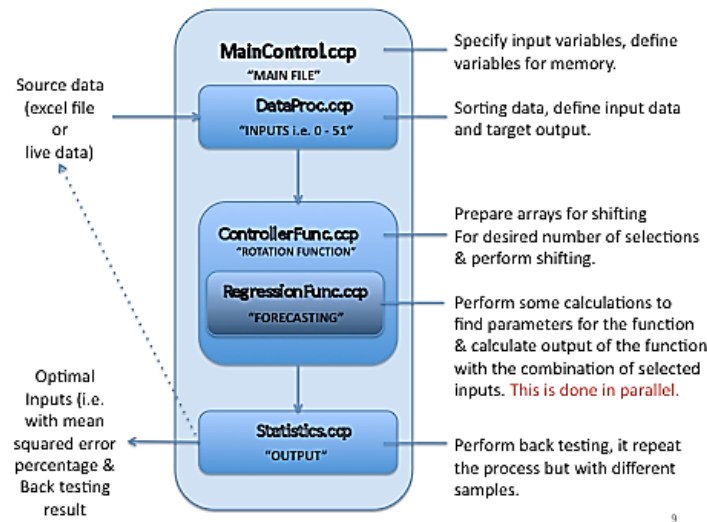 MainControl.ccp
"MAIN FILE"
Specify input variables, define
variables for memory.
Source data
(excel file
or
live data)
DataProc.ccp
"INPUTS i.e. 0 - 51"
Sorting data, define input data
and target output.
ControllerFunc.ccp
"ROTATION FUNCTION"
Prepare arrays for shifting
For desired number of selections
& perform shifting.
RegressionFunc.ccp
"FORECASTING"
Perform some calculations to
find parameters for the function
& calculate output of the function
with the combination of selected
inputs. This is done in parallel.
Optimal
Inputs (i.e.
with mean
squared error
percentage &
Back testing
result
Statistics.ccp
"OUTPUT"
Perform back testing, it repeat
the process but with different
samples.
9